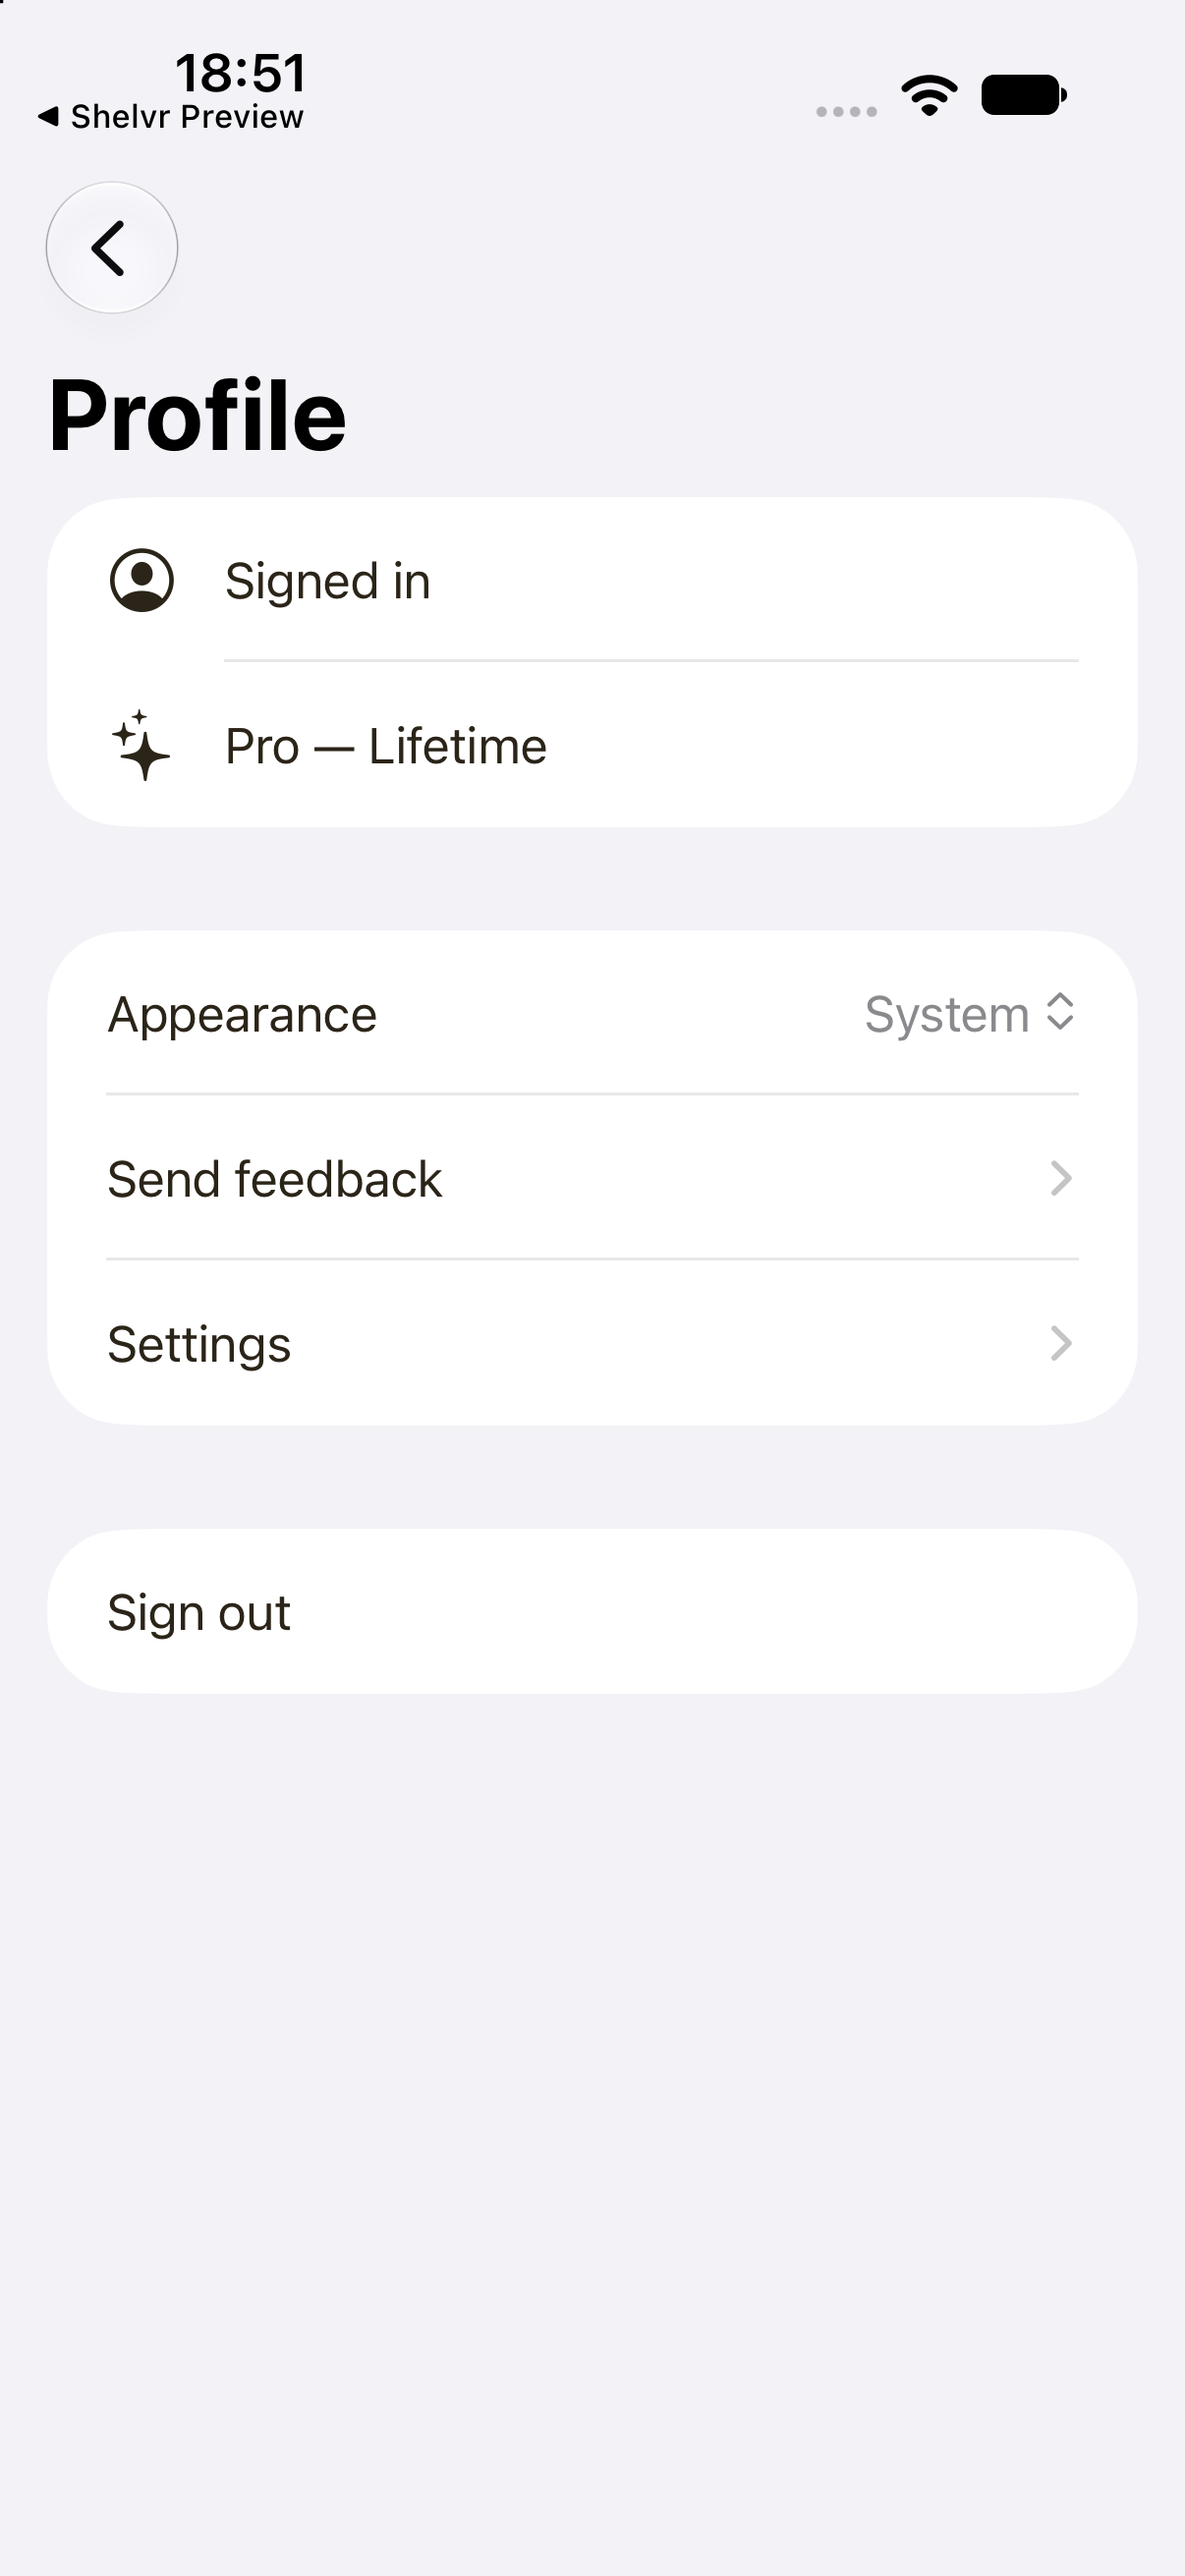 18:51
Shelvr Preview
Profile
Signed in
Pro — Lifetime
Appearance
System
Send feedback
Settings
Sign out